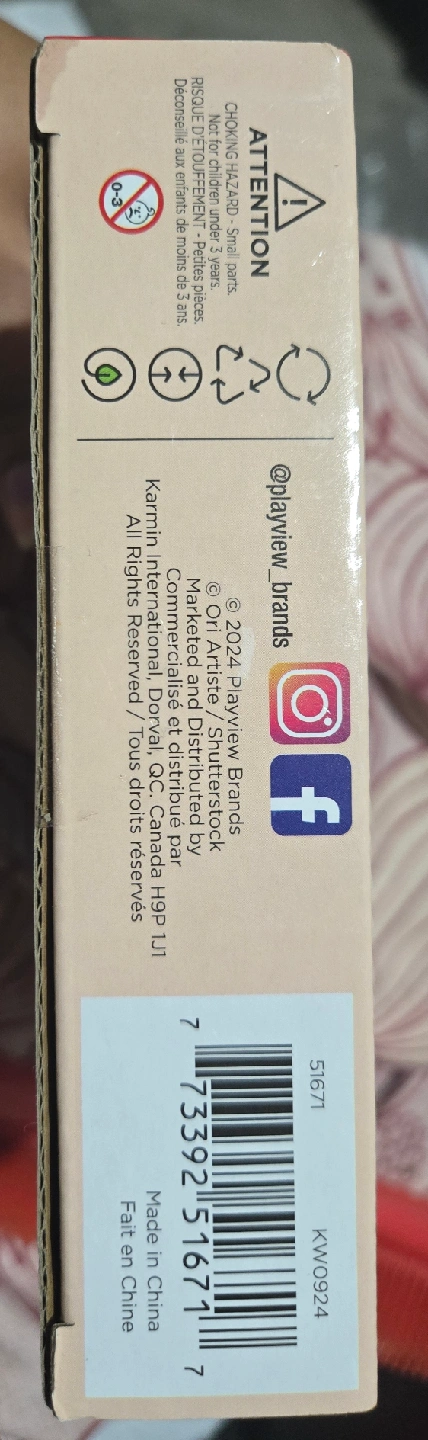 ATTENTION
CHOKING HAZARD - Small parts.
Not for children under 3 years.
RISQUE D'ÉTOUFFEMENT - Petites pièces.
Déconseillé aux enfants de moins de 3 ans.
0-3
@playview_brands
© 2024 Playview Brands
© Ori Artiste / Shutterstock
Marketed and Distributed by
Commercialisé et distribué par
Karmin International, Dorval, QC. Canada H9P 1J1
All Rights Reserved / Tous droits réservés
51671 KW0924
7 73392 51671 7
Made in China
Fait en Chine